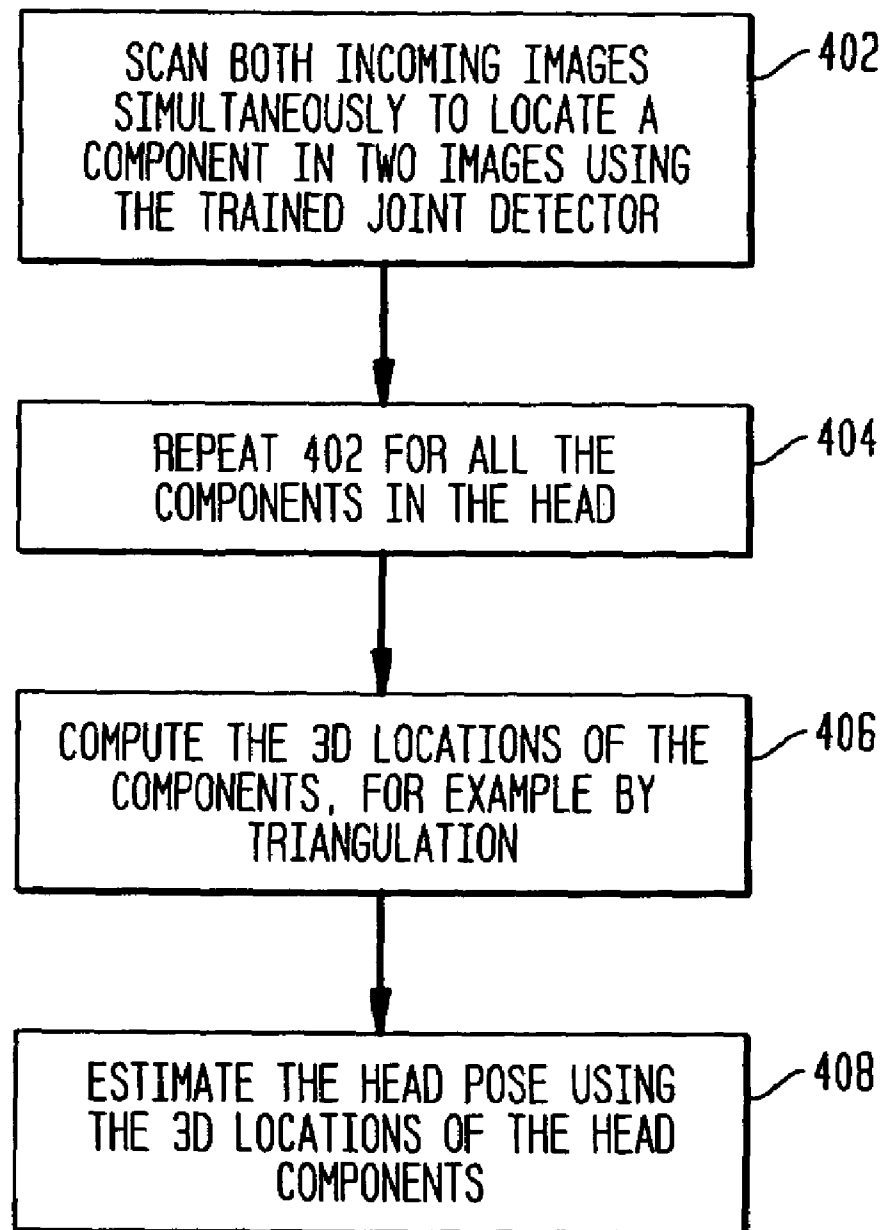 SCAN BOTH INCOMING IMAGES
SIMULTANEOUSLY TO LOCATE A
COMPONENT IN TWO IMAGES USING
THE TRAINED JOINT DETECTOR
402
REPEAT 402 FOR ALL THE
COMPONENTS IN THE HEAD
404
COMPUTE THE 3D LOCATIONS OF THE
COMPONENTS, FOR EXAMPLE BY
TRIANGULATION
406
ESTIMATE THE HEAD POSE USING
THE 3D LOCATIONS OF THE HEAD
COMPONENTS
408